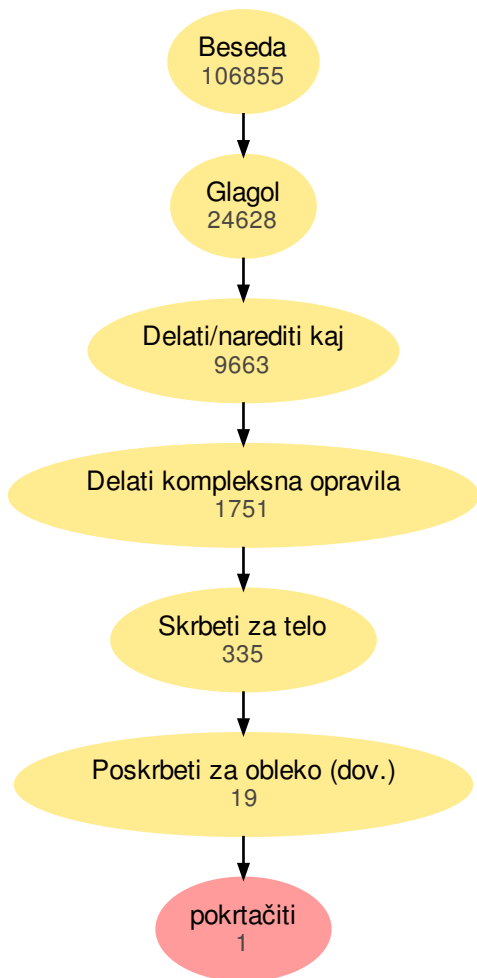 Beseda
106855
Glagol
24628
Delati/narediti kaj
9663
Delati kompleksna opravila
1751
Skrbeti za telo
335
Poskrbeti za obleko (dov.)
19
pokrtačiti
1